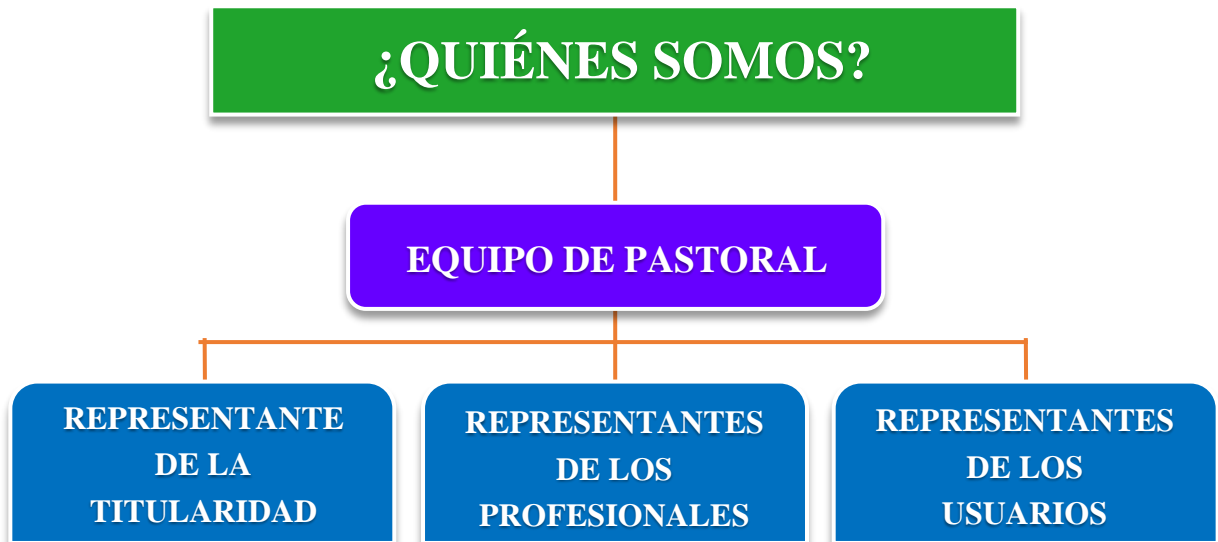 ¿QUIÉNES SOMOS?
EQUIPO DE PASTORAL
REPRESENTANTE
DE LA
TITULARIDAD
REPRESENTANTES
DE LOS
PROFESIONALES
REPRESENTANTES
DE LOS
USUARIOS